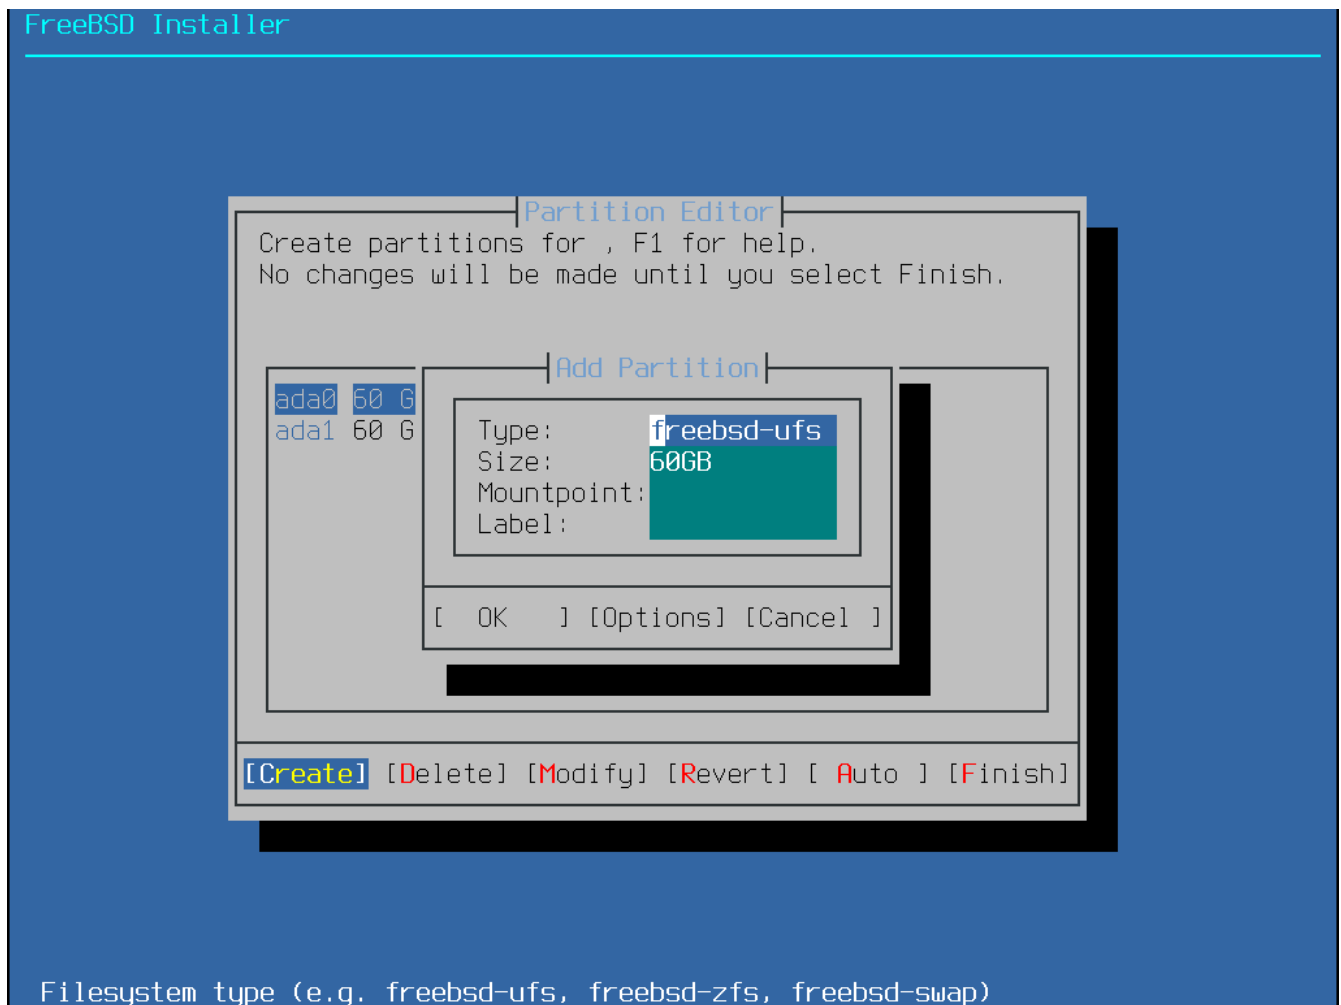 FreeBSD Installer
Partition Editor
Create partitions for , F1 for help.
No changes will be made until you select Finish.
Add Partition
ada0 60 G
ada1 60 G
Type: freebsd-ufs
Size: 60GB
Mountpoint:
Label:
[ OK ] [Options] [Cancel ]
[Create] [Delete] [Modify] [Revert] [ Auto ] [Finish]
Filesystem type (e.g. freebsd-ufs, freebsd-zfs, freebsd-swap)